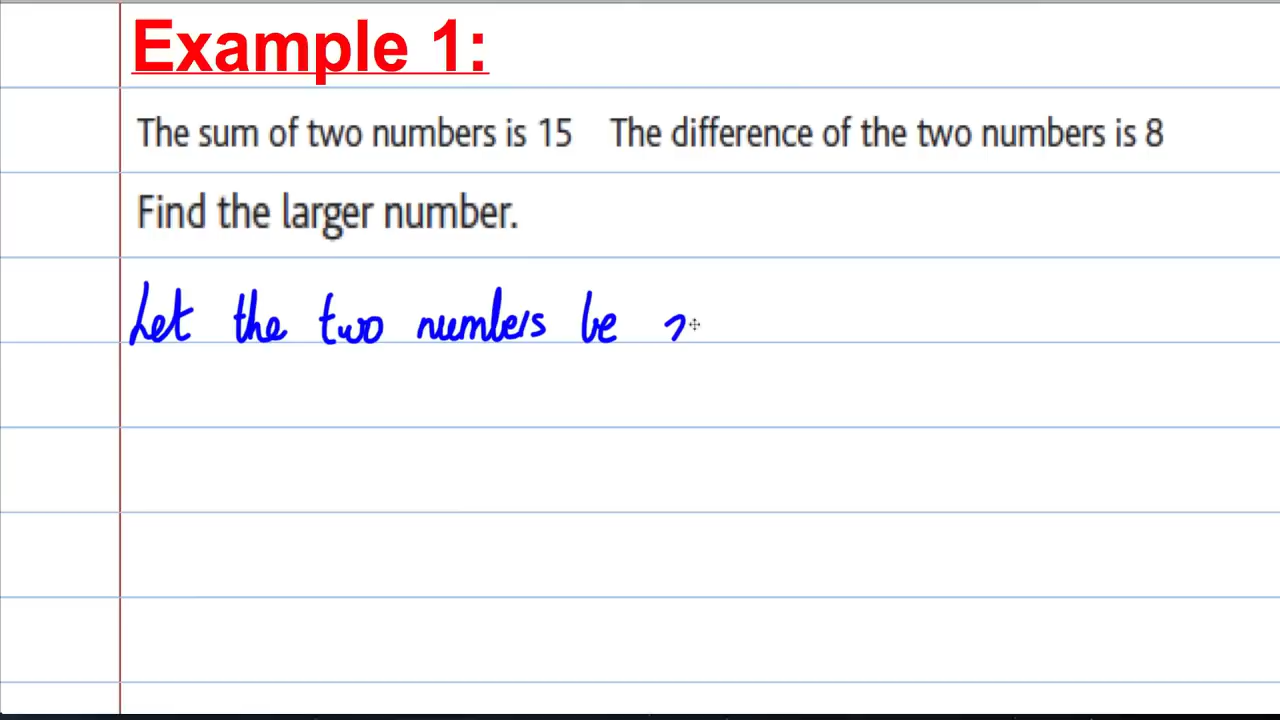 Example 1:
The sum of two numbers is 15 The difference of the two numbers is 8
Find the larger number.
Let the two numbers be